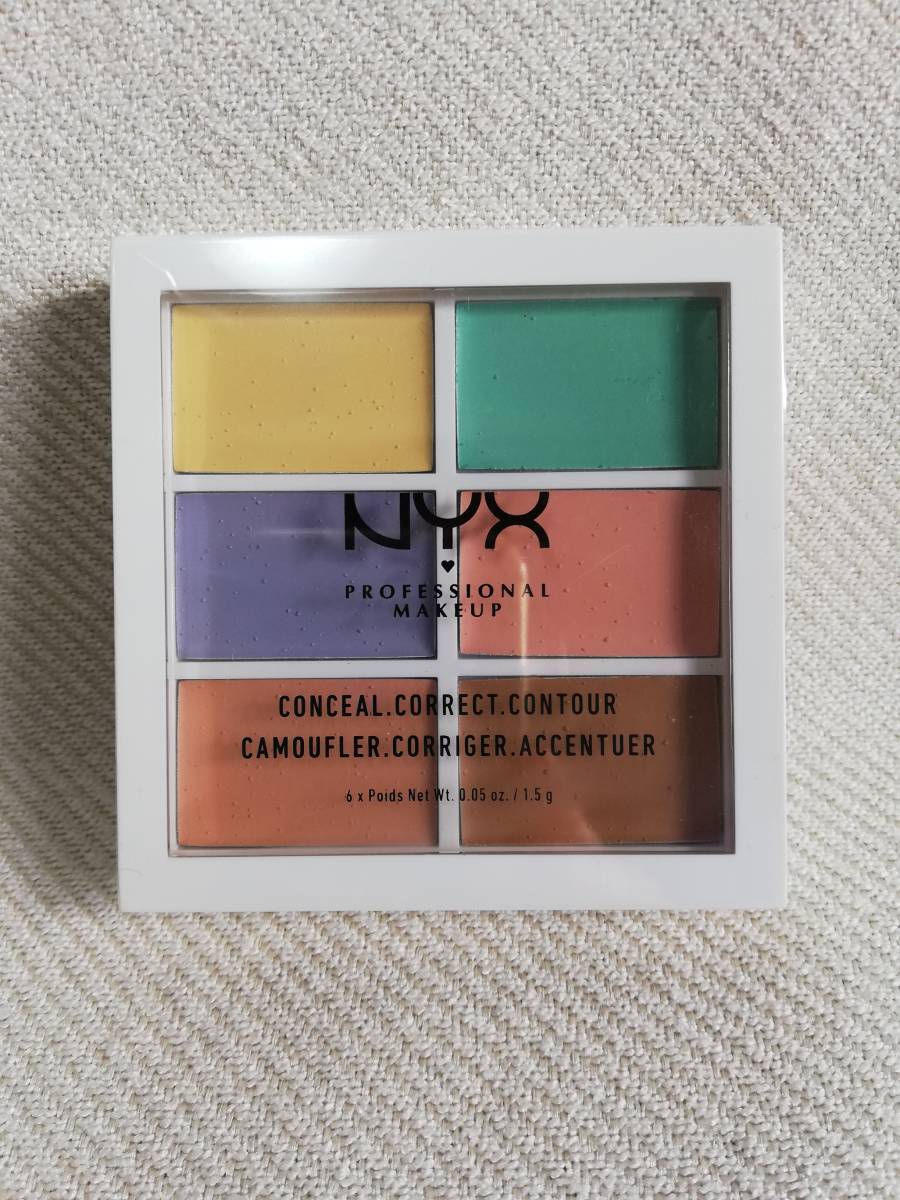 NYX
PROFESSIONAL
MAKEUP
CONCEAL.CORRECT.CONTOUR
CAMOUFLER.CORRIGER.ACCENTUER
6 x Poids Net Wt. 0.05 oz. / 1.5 g